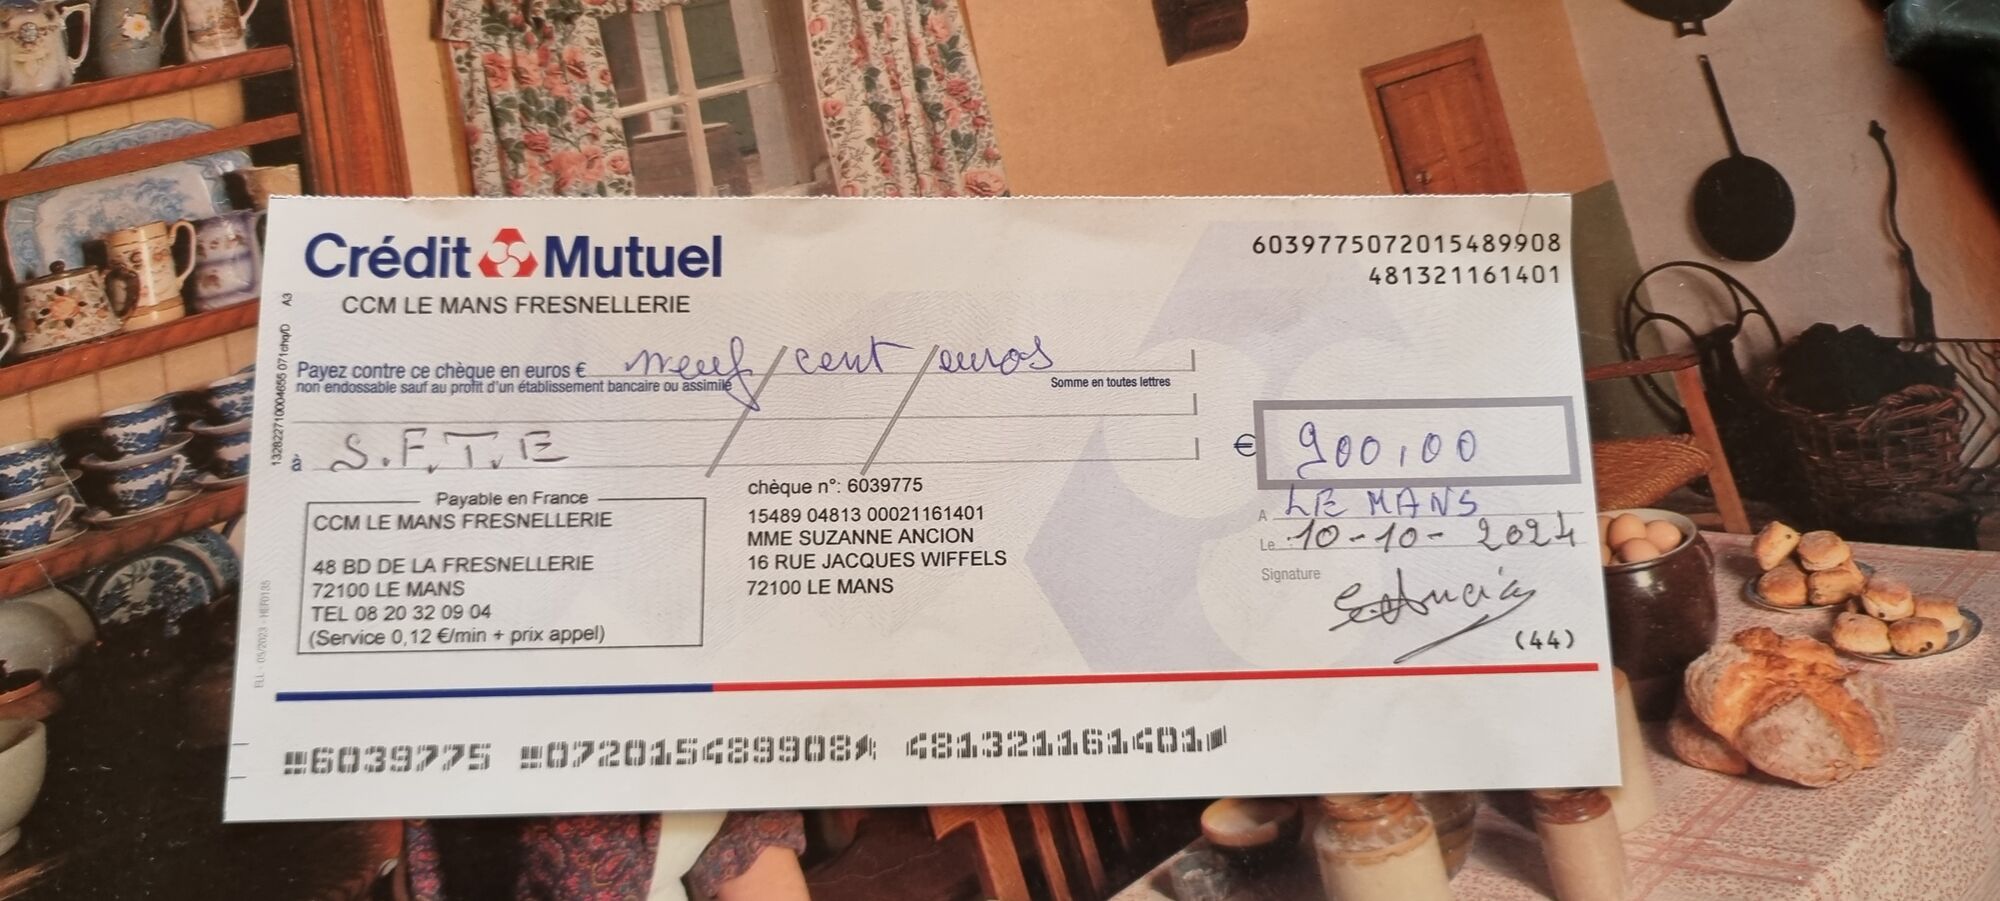 Crédit Mutuel
CCM LE MANS FRESNELLERIE
6039775072015489908
481321161401
A3
132822710004655 071chq/D
Payez contre ce chèque en euros € neuf cent euros
non endossable sauf au profit d'un établissement bancaire ou assimilé
Somme en toutes lettres
à S.F.T.E
€ 900,00
Payable en France
CCM LE MANS FRESNELLERIE
48 BD DE LA FRESNELLERIE
72100 LE MANS
TEL 08 20 32 09 04
(Service 0,12 €/min + prix appel)
chèque n°: 6039775
15489 04813 00021161401
MME SUZANNE ANCION
16 RUE JACQUES WIFFELS
72100 LE MANS
A LE MANS
Le 10-10-2024
Signature
(44)
6039775 072015489908 481321161401